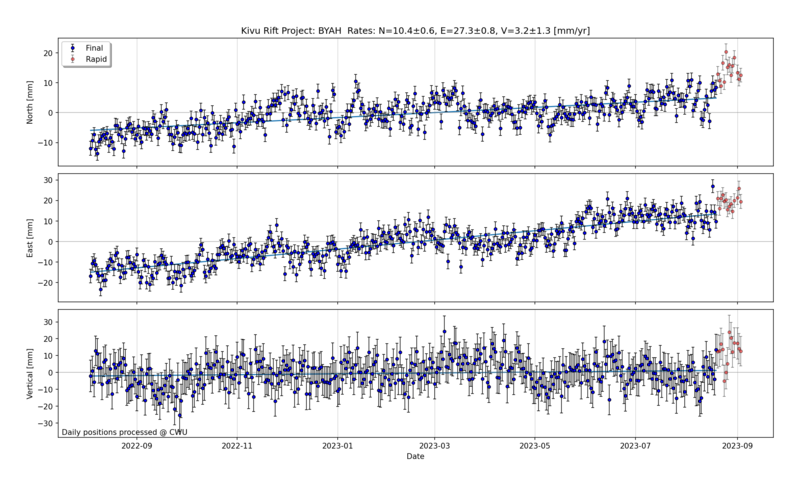 Kivu Rift Project: BYAH  Rates: N=10.4±0.6, E=27.3±0.8, V=3.2±1.3 [mm/yr]
Final
Rapid
North [mm]
20
10
0
−10
East [mm]
30
20
10
0
−10
−20
Vertical [mm]
30
20
10
0
−10
−20
−30
Daily positions processed @ CWU
2022-09 2022-11 2023-01 2023-03 2023-05 2023-07 2023-09
Date